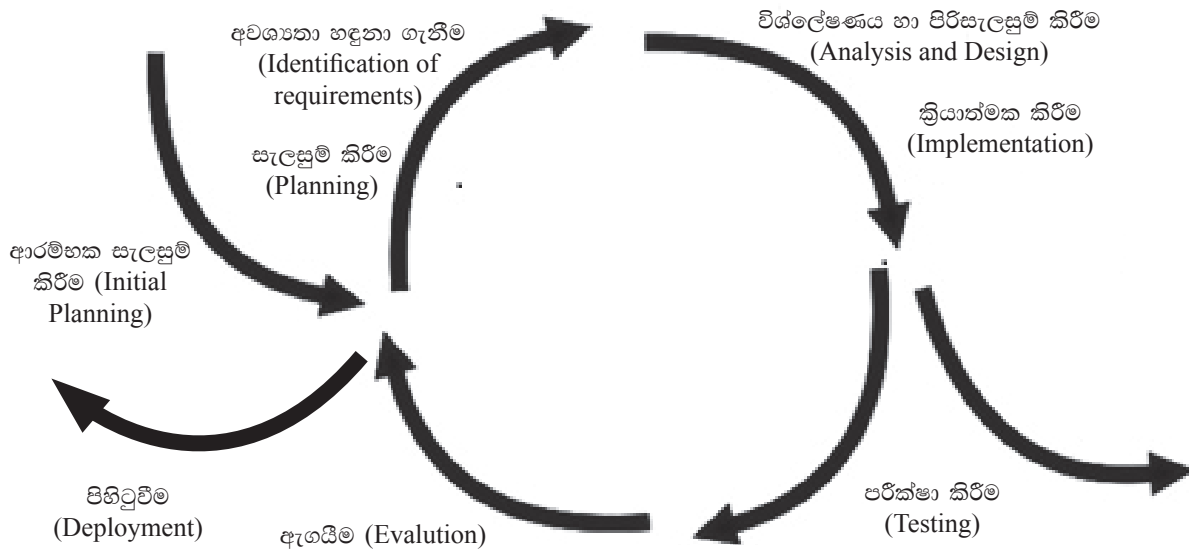 අවශ්‍යතා හඳුනා ගැනීම
(Identification of
requirements)
සැලසුම් කිරීම
(Planning)
විශ්ලේෂණය හා පිරිසැලසුම් කිරීම
(Analysis and Design)
ක්‍රියාත්මක කිරීම
(Implementation)
ආරම්භක සැලසුම්
කිරීම (Initial
Planning)
පිහිටුවීම
(Deployment)
ඇගයීම (Evalution)
පරීක්ෂා කිරීම
(Testing)